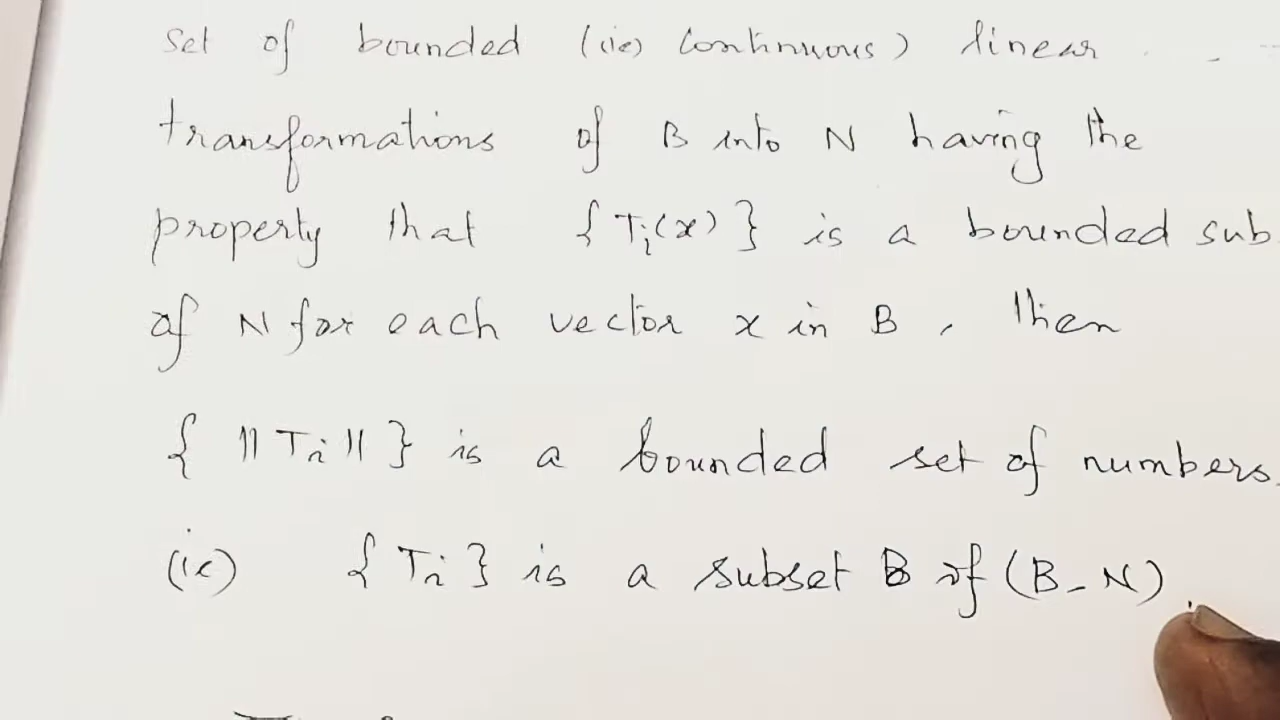 set of bounded (ie) continuous) linear
transformations of B into N having the
property that { Tᵢ(x) } is a bounded sub
of N for each vector x in B, then
{ ||Tᵢ|| } is a bounded set of numbers.
(ie) { Tᵢ } is a subset B of (B-N).